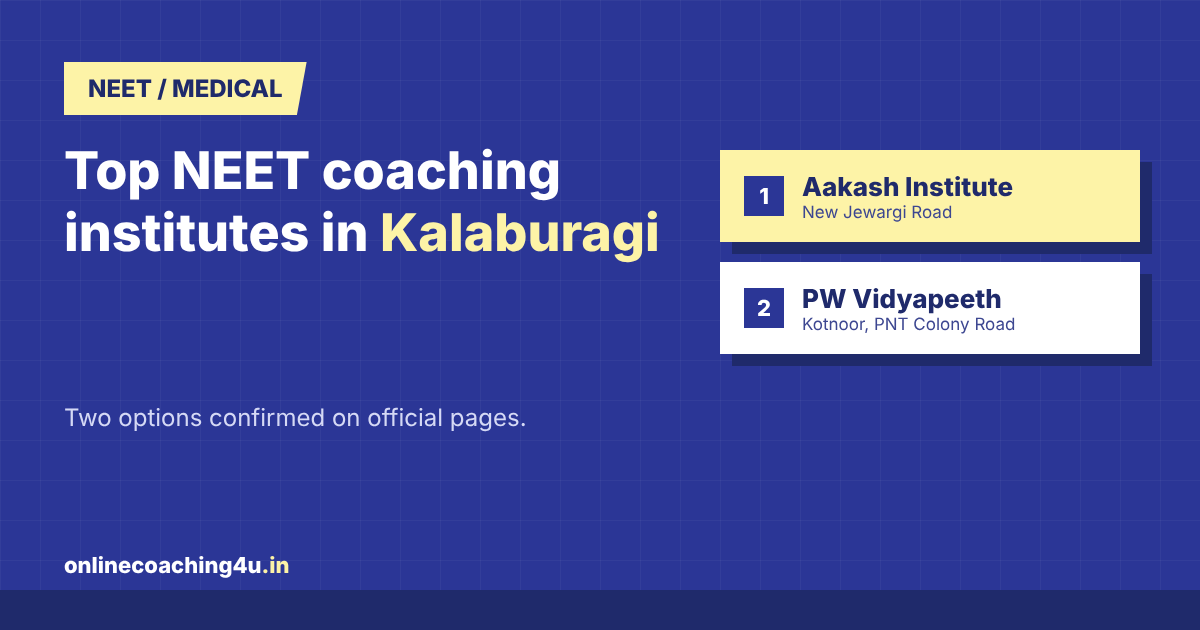 NEET / MEDICAL
Top NEET coaching
institutes in Kalaburagi
1
Aakash Institute
New Jewargi Road
2
PW Vidyapeeth
Kotnoor, PNT Colony Road
Two options confirmed on official pages.
onlinecoaching4u.in